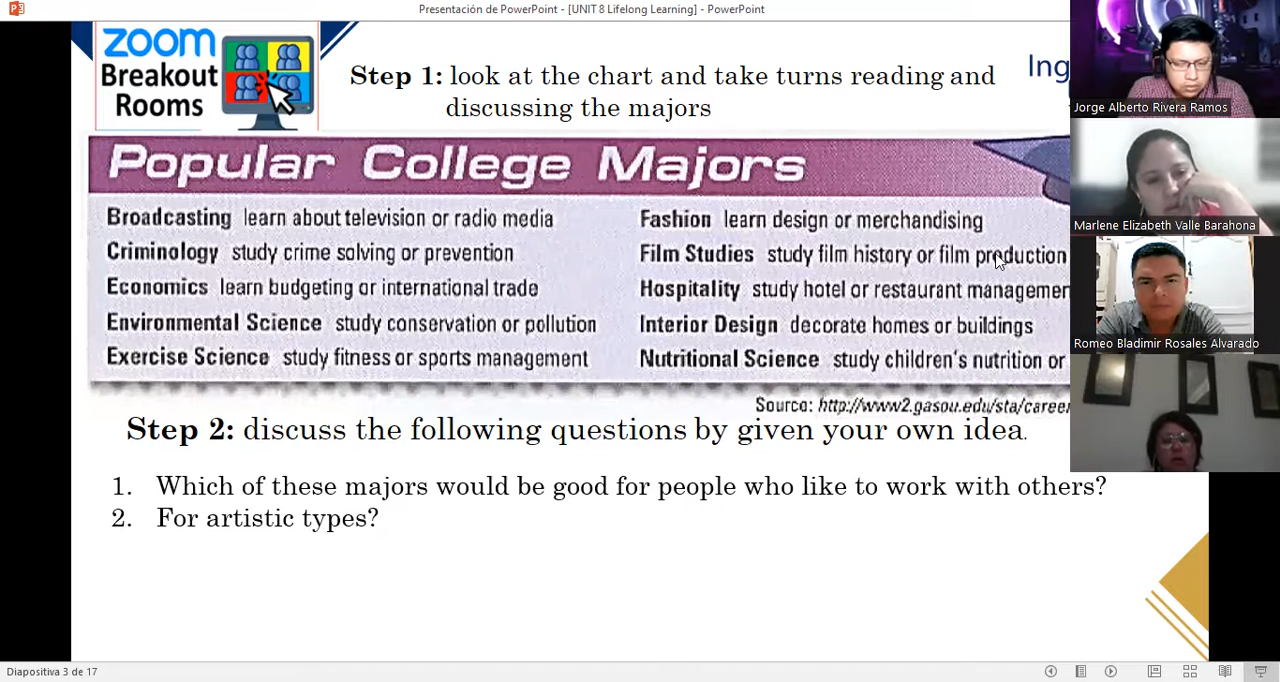 Presentación de PowerPoint - [UNIT 8 Lifelong Learning] - PowerPoint
zoom
Breakout
Rooms
Step 1: look at the chart and take turns reading and
discussing the majors
Ing
Popular College Majors
Broadcasting learn about television or radio media
Criminology study crime solving or prevention
Economics learn budgeting or international trade
Environmental Science study conservation or pollution
Exercise Science study fitness or sports management
Fashion learn design or merchandising
Film Studies study film history or film production
Hospitality study hotel or restaurant managemen
Interior Design decorate homes or buildings
Nutritional Science study children's nutrition or
Source: http://www2.gasou.edu/sta/career
Step 2: discuss the following questions by given your own idea.
1. Which of these majors would be good for people who like to work with others?
2. For artistic types?
Jorge Alberto Rivera Ramos
Marlene Elizabeth Valle Barahona
Romeo Bladimir Rosales Alvarado
Diapositiva 3 de 17